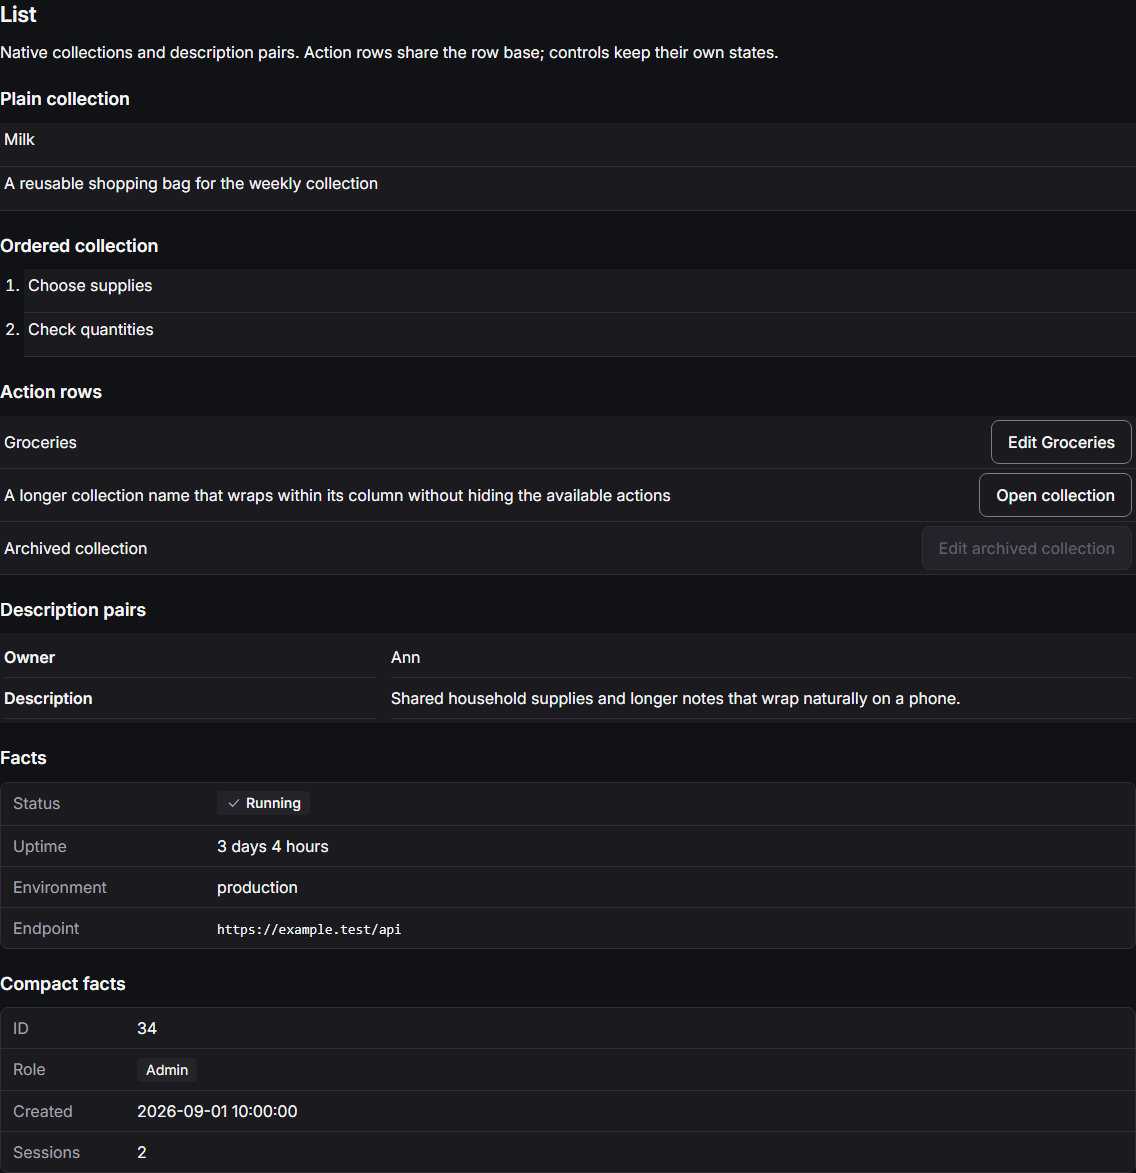 List
Native collections and description pairs. Action rows share the row base; controls keep their own states.
Plain collection
Milk
A reusable shopping bag for the weekly collection
Ordered collection
1. Choose supplies
2. Check quantities
Action rows
Groceries
Edit Groceries
A longer collection name that wraps within its column without hiding the available actions
Open collection
Archived collection
Edit archived collection
Description pairs
Owner
Ann
Description
Shared household supplies and longer notes that wrap naturally on a phone.
Facts
Status
Running
Uptime
3 days 4 hours
Environment
production
Endpoint
https://example.test/api
Compact facts
ID
34
Role
Admin
Created
2026-09-01 10:00:00
Sessions
2